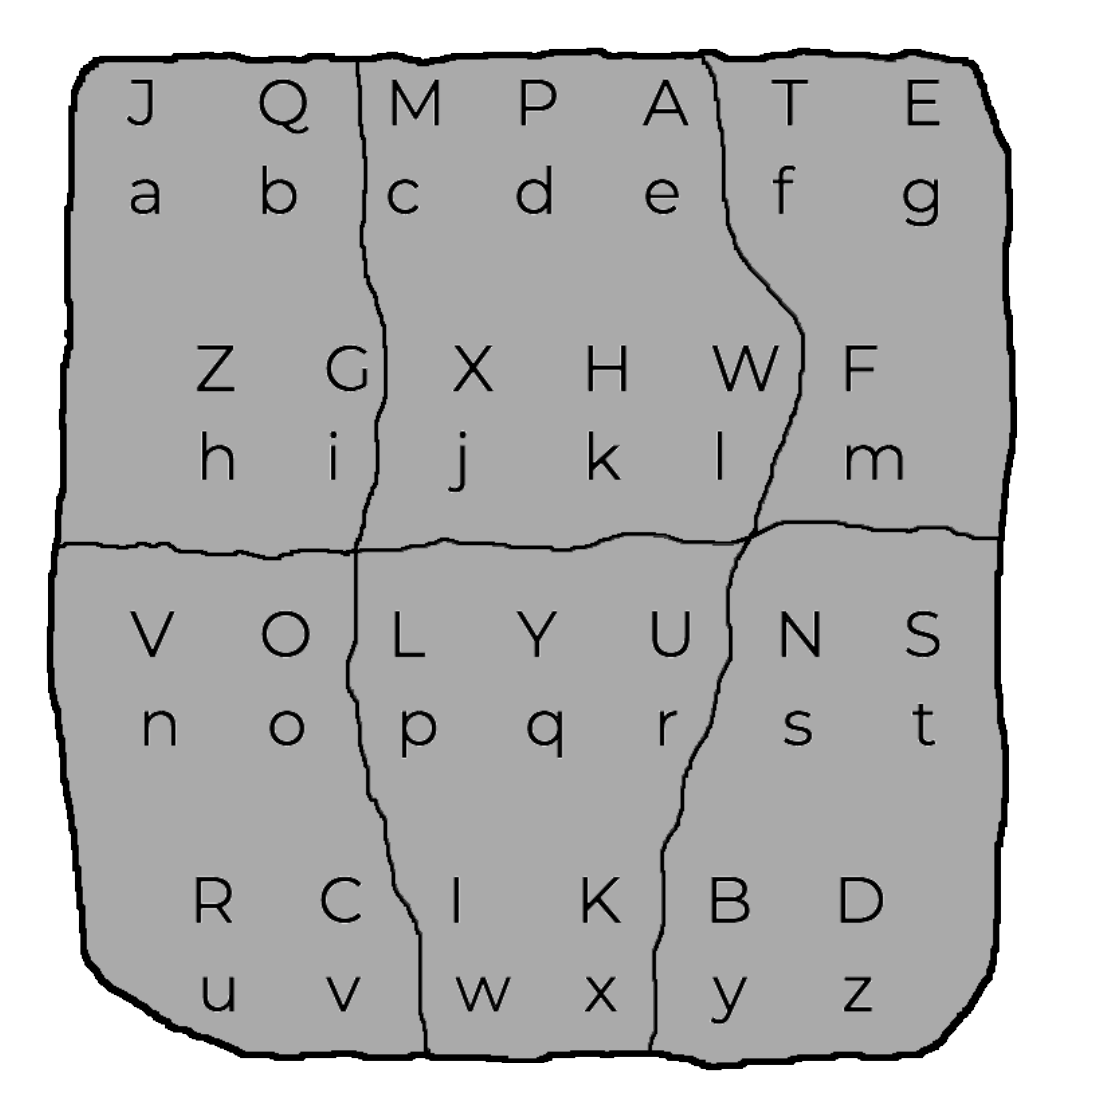 J Q M P A T E
a b c d e f g
Z G X H W F
h i j k l m
V O L Y U N S
n o p q r s t
R C I K B D
u v w x y z